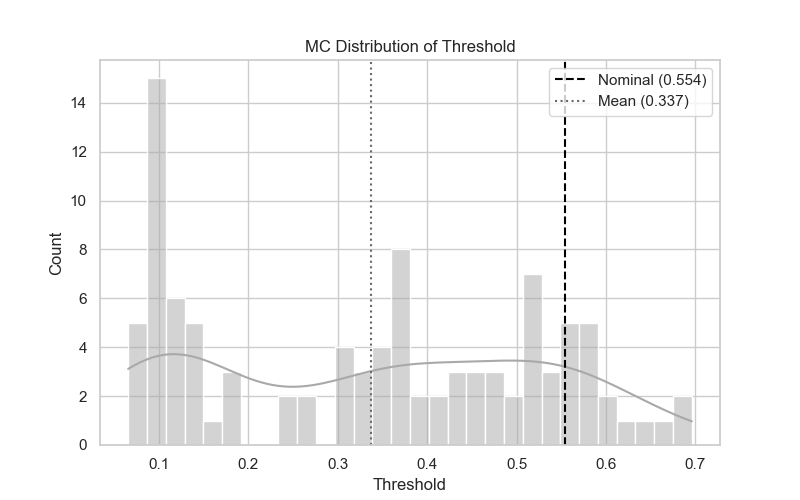 MC Distribution of Threshold
Nominal (0.554)
Mean (0.337)
Count
14
12
10
8
6
4
2
0
0.1 0.2 0.3 0.4 0.5 0.6 0.7
Threshold